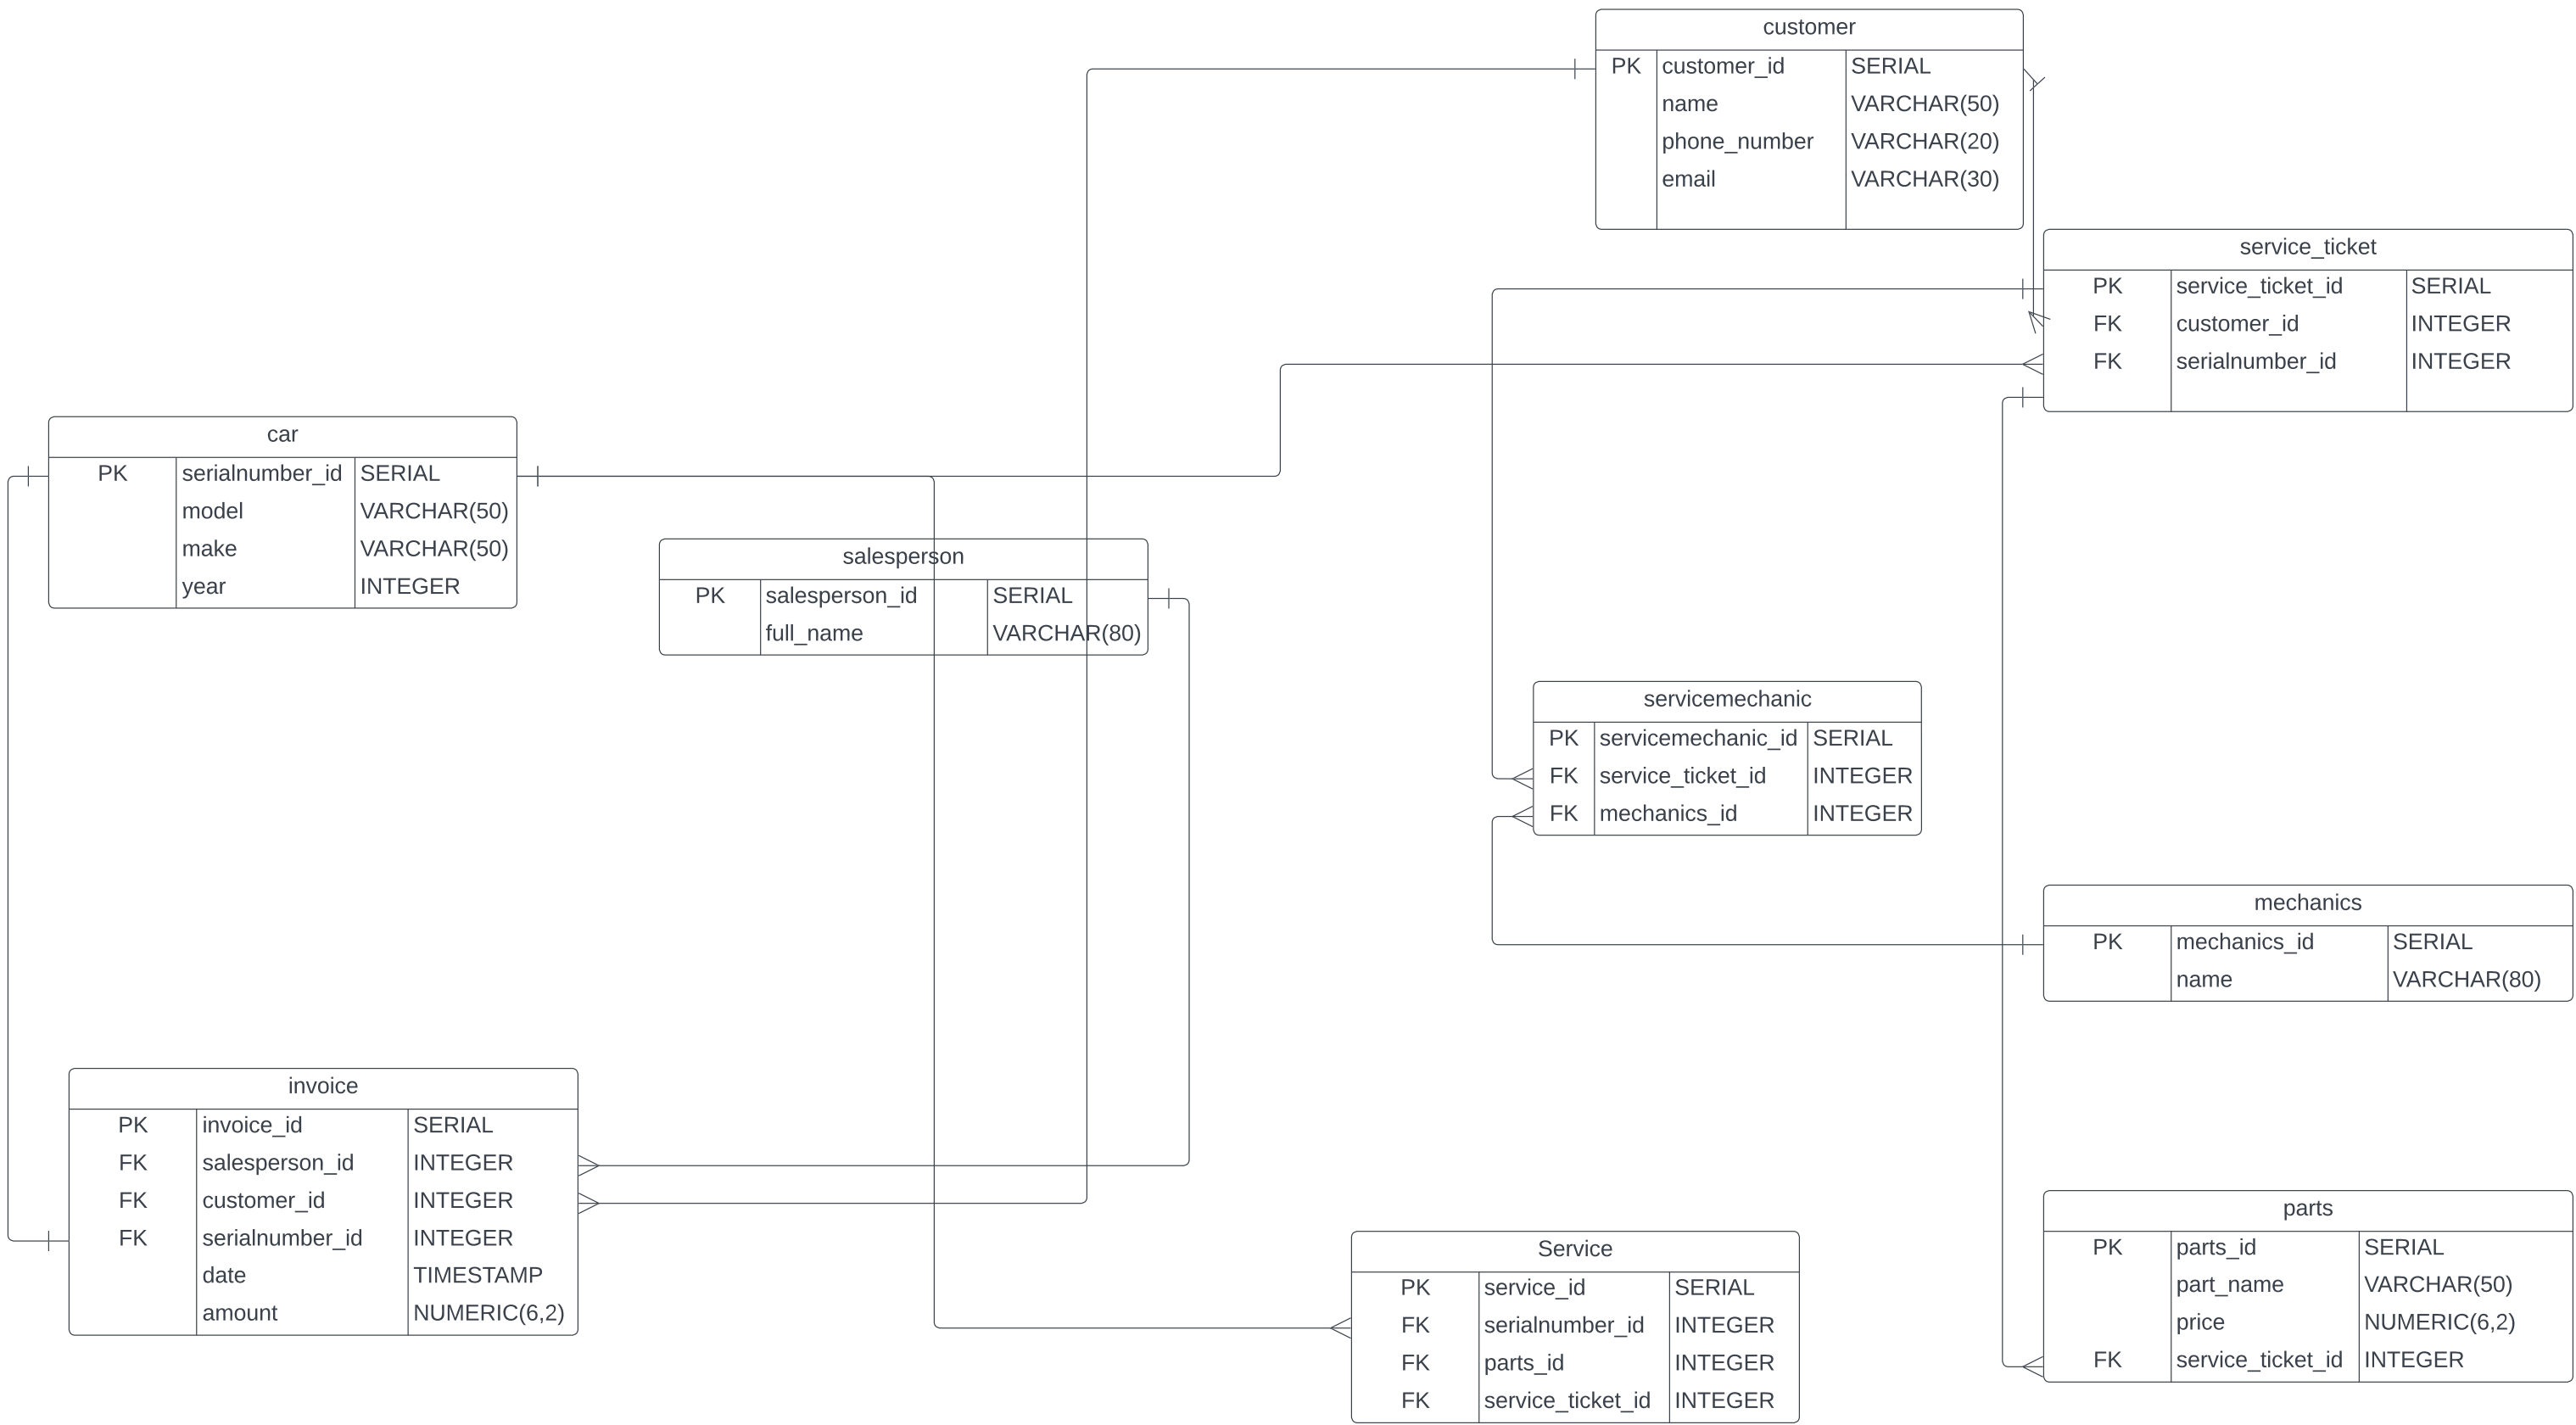 customer
PK customer_id SERIAL
name VARCHAR(50)
phone_number VARCHAR(20)
email VARCHAR(30)
service_ticket
PK service_ticket_id SERIAL
FK customer_id INTEGER
FK serialnumber_id INTEGER
car
PK serialnumber_id SERIAL
model VARCHAR(50)
make VARCHAR(50)
year INTEGER
salesperson
PK salesperson_id SERIAL
full_name VARCHAR(80)
servicemechanic
PK servicemechanic_id SERIAL
FK service_ticket_id INTEGER
FK mechanics_id INTEGER
mechanics
PK mechanics_id SERIAL
name VARCHAR(80)
invoice
PK invoice_id SERIAL
FK salesperson_id INTEGER
FK customer_id INTEGER
FK serialnumber_id INTEGER
date TIMESTAMP
amount NUMERIC(6,2)
Service
PK service_id SERIAL
FK serialnumber_id INTEGER
FK parts_id INTEGER
FK service_ticket_id INTEGER
parts
PK parts_id SERIAL
part_name VARCHAR(50)
price NUMERIC(6,2)
FK service_ticket_id INTEGER